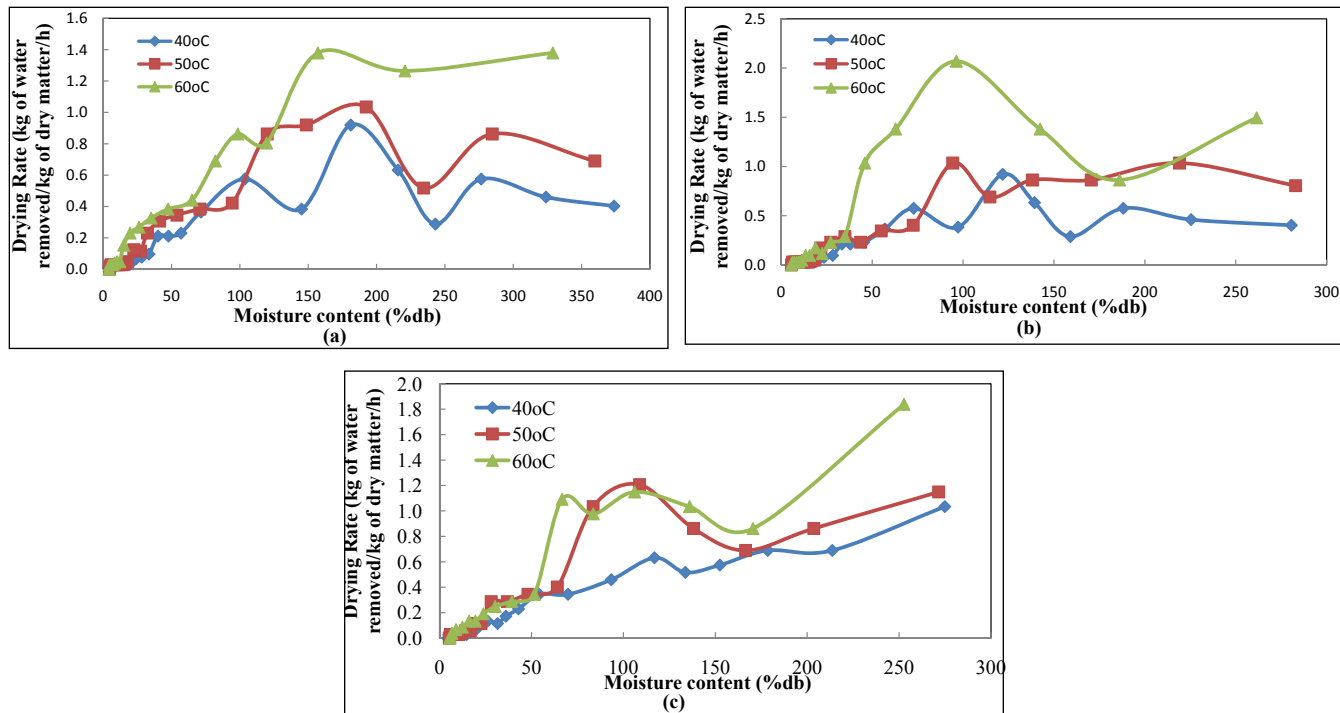 Drying Rate (kg of water
removed/kg of dry matter/h)
1.6
1.4
1.2
1.0
0.8
0.6
0.4
0.2
0.0
40oC
50oC
60oC
0 50 100 150 200 250 300 350 400
Moisture content (%db)
(a)
Drying Rate (kg of water
removed/kg of dry matter/h)
2.5
2.0
1.5
1.0
0.5
0.0
40oC
50oC
60oC
0 50 100 150 200 250 300
Moisture content (%db)
(b)
Drying Rate (kg of water
removed/kg of dry matter/h)
2.0
1.8
1.6
1.4
1.2
1.0
0.8
0.6
0.4
0.2
0.0
40oC
50oC
60oC
0 50 100 150 200 250 300
Moisture content (%db)
(c)